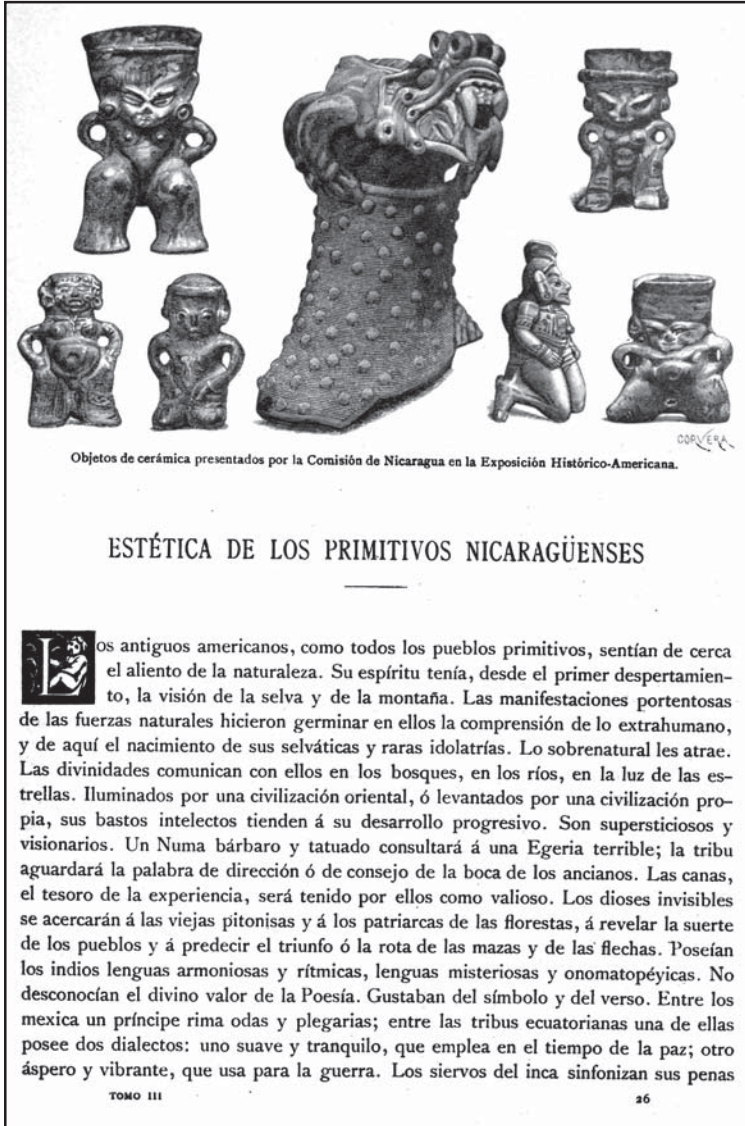 CORVERA
Objetos de cerámica presentados por la Comisión de Nicaragua en la Exposición Histórico-Americana.
ESTÉTICA DE LOS PRIMITIVOS NICARAGÜENSES
Los antiguos americanos, como todos los pueblos primitivos, sentían de cerca
el aliento de la naturaleza. Su espíritu tenía, desde el primer despertamien-
to, la visión de la selva y de la montaña. Las manifestaciones portentosas
de las fuerzas naturales hicieron germinar en ellos la comprensión de lo extrahumano,
y de aquí el nacimiento de sus selváticas y raras idolatrías. Lo sobrenatural les atrae.
Las divinidades comunican con ellos en los bosques, en los ríos, en la luz de las es-
trellas. Iluminados por una civilización oriental, ó levantados por una civilización pro-
pia, sus bastos intelectos tienden á su desarrollo progresivo. Son supersticiosos y
visionarios. Un Numa bárbaro y tatuado consultará á una Egeria terrible; la tribu
aguardará la palabra de dirección ó de consejo de la boca de los ancianos. Las canas,
el tesoro de la experiencia, será tenido por ellos como valioso. Los dioses invisibles
se acercarán á las viejas pitonisas y á los patriarcas de las florestas, á revelar la suerte
de los pueblos y á predecir el triunfo ó la rota de las mazas y de las flechas. Poseían
los indios lenguas armoniosas y rítmicas, lenguas misteriosas y onomatopéyicas. No
desconocían el divino valor de la Poesía. Gustaban del símbolo y del verso. Entre los
mexica un príncipe rima odas y plegarias; entre las tribus ecuatorianas una de ellas
posee dos dialectos: uno suave y tranquilo, que emplea en el tiempo de la paz; otro
áspero y vibrante, que usa para la guerra. Los siervos del inca sinfonizan sus penas
TOMO III 26